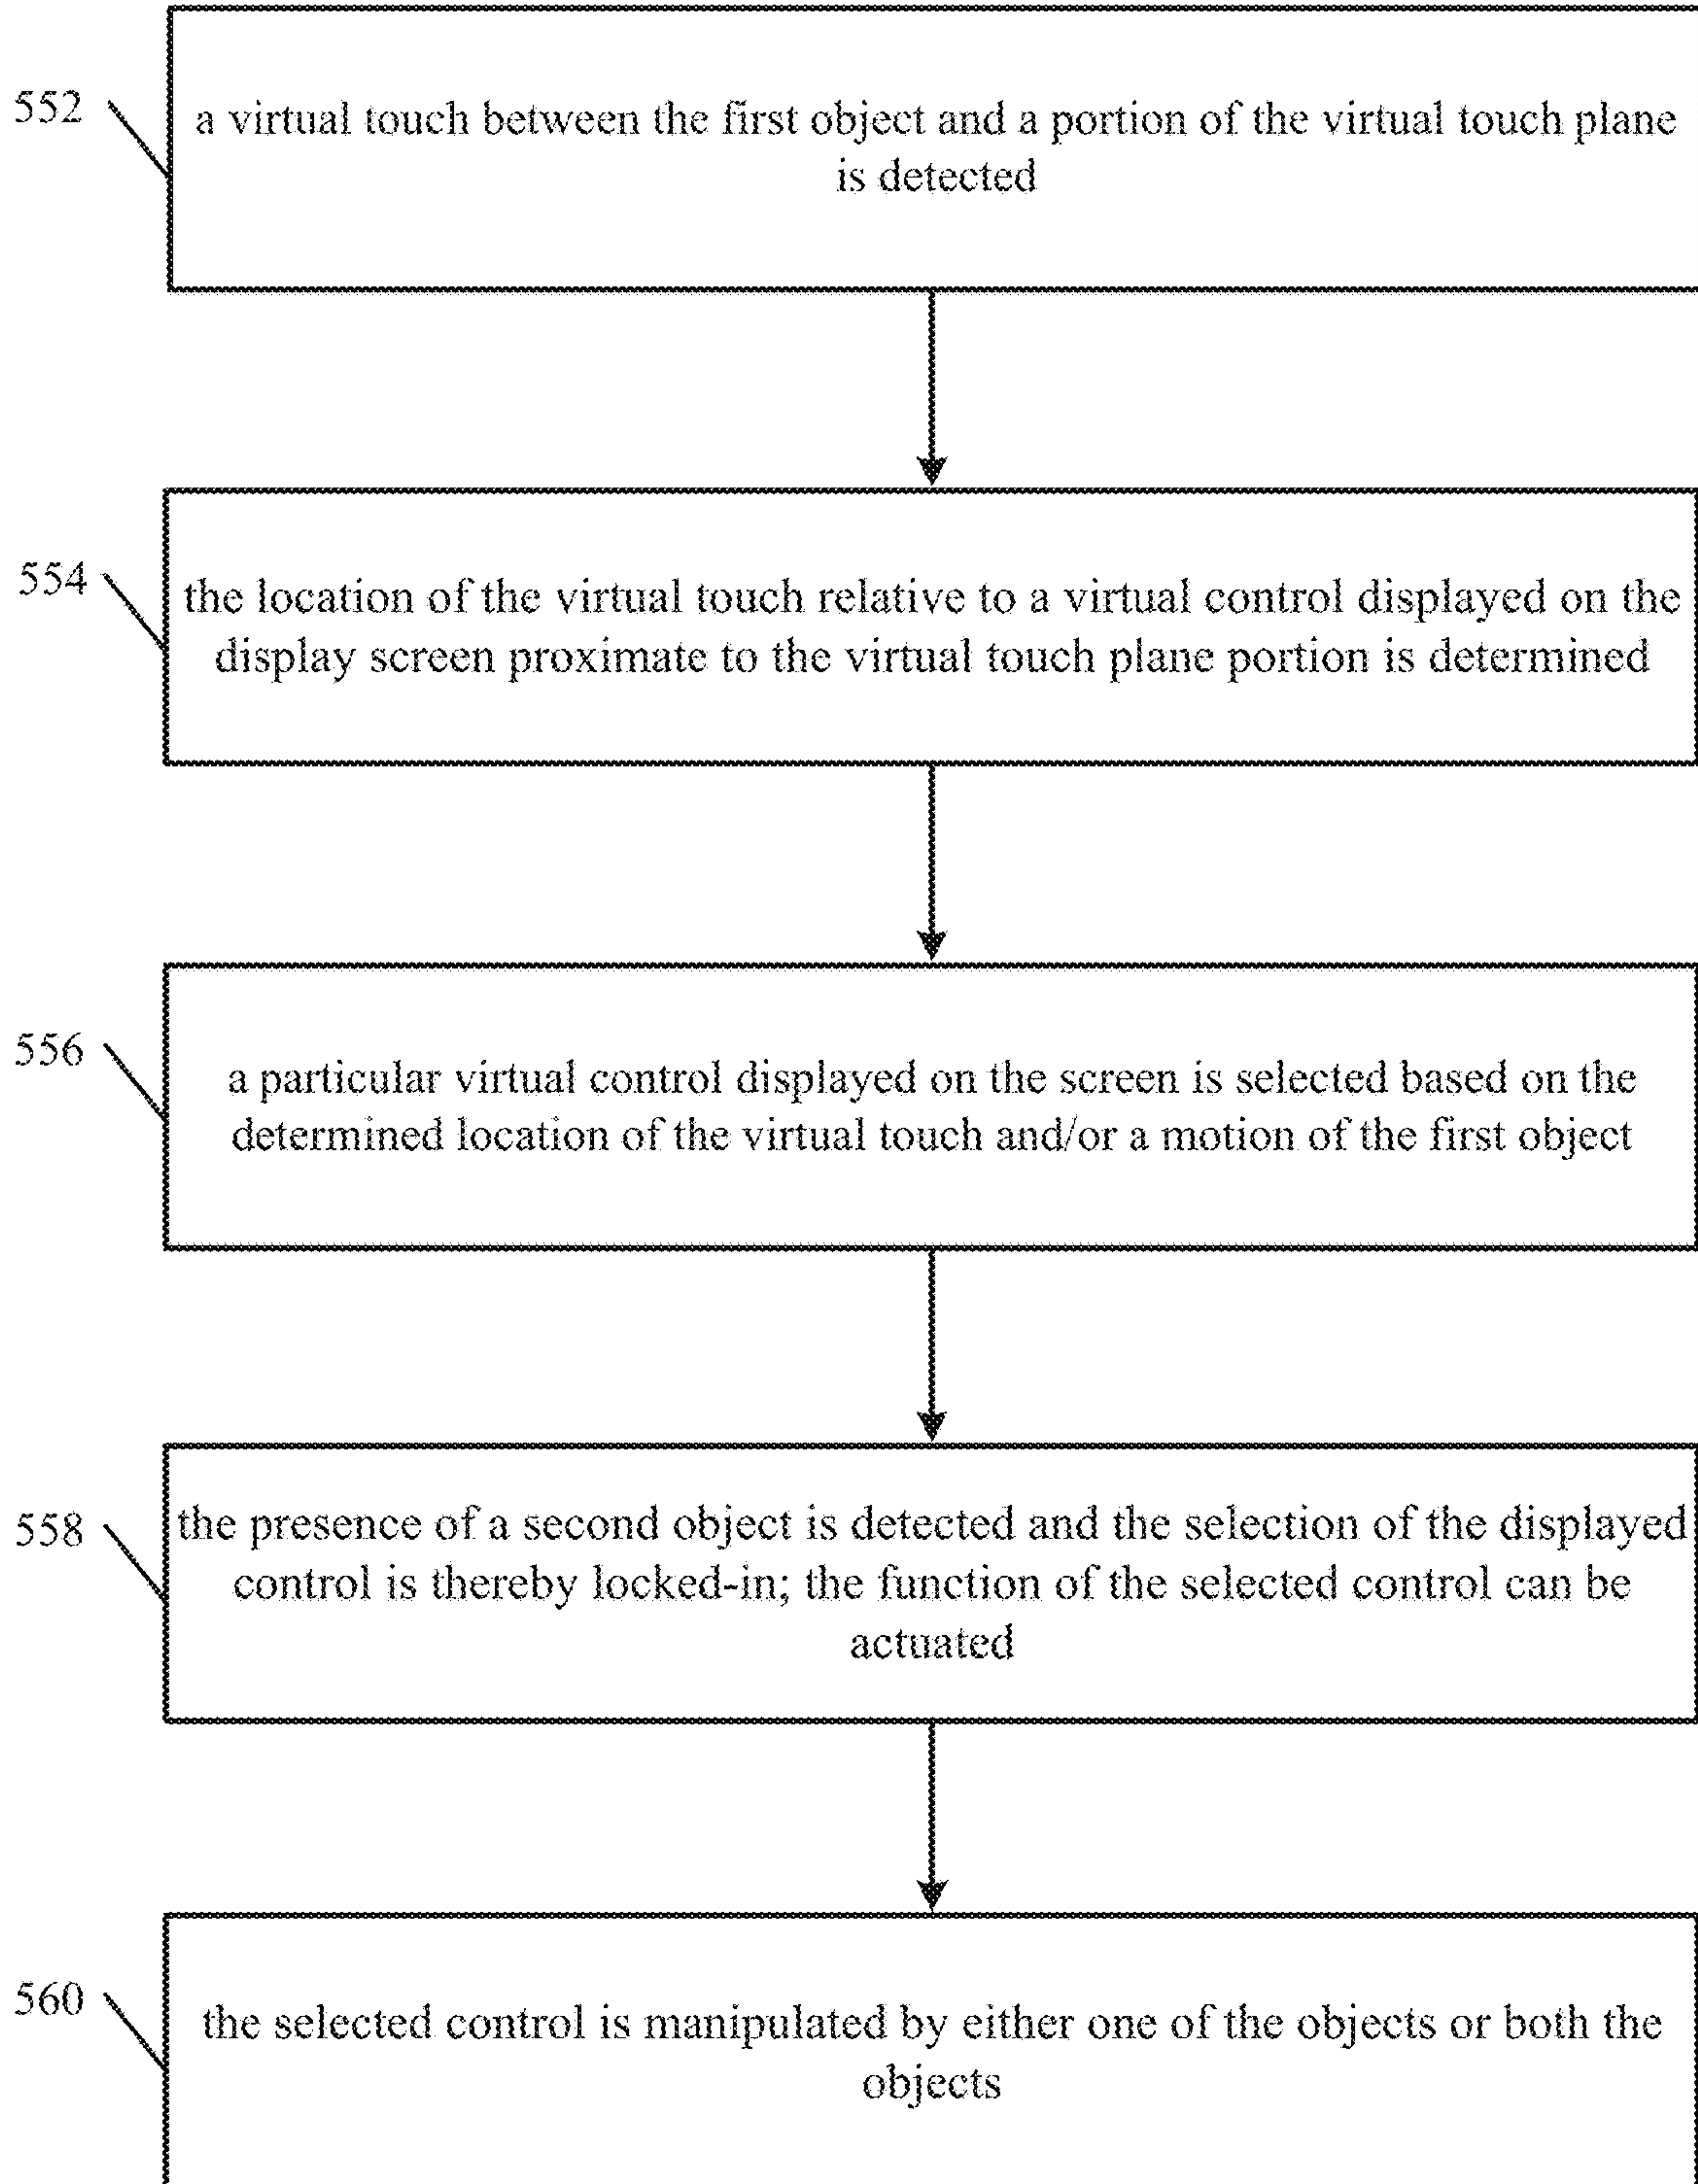 552
a virtual touch between the first object and a portion of the virtual touch plane
is detected
554
the location of the virtual touch relative to a virtual control displayed on the
display screen proximate to the virtual touch plane portion is determined
556
a particular virtual control displayed on the screen is selected based on the
determined location of the virtual touch and/or a motion of the first object
558
the presence of a second object is detected and the selection of the displayed
control is thereby locked-in; the function of the selected control can be
actuated
560
the selected control is manipulated by either one of the objects or both the
objects